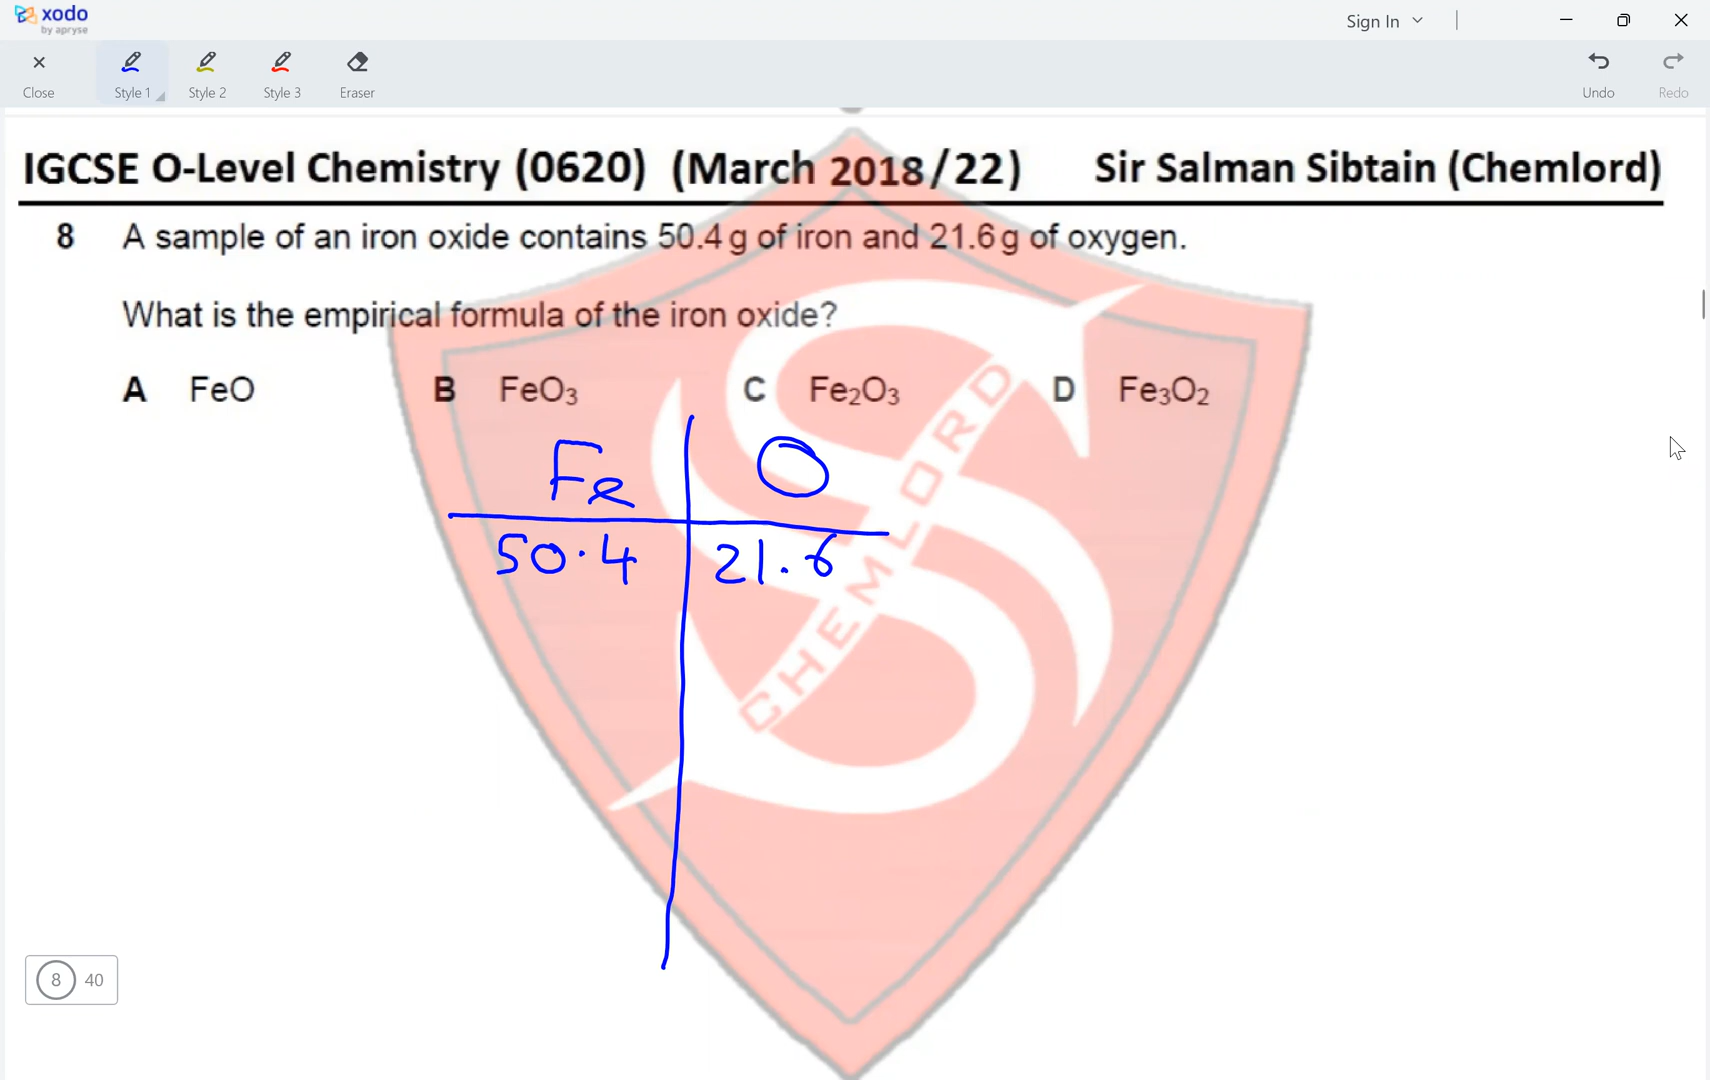 xodo
by apryse
Sign In
Close
Style 1
Style 2
Style 3
Eraser
Undo
Redo
IGCSE O-Level Chemistry (0620) (March 2018/22) Sir Salman Sibtain (Chemlord)
8 A sample of an iron oxide contains 50.4 g of iron and 21.6 g of oxygen.
What is the empirical formula of the iron oxide?
A FeO B FeO₃ C Fe₂O₃ D Fe₃O₂
Fe O
50.4 21.6
CHEMLORD
8 40